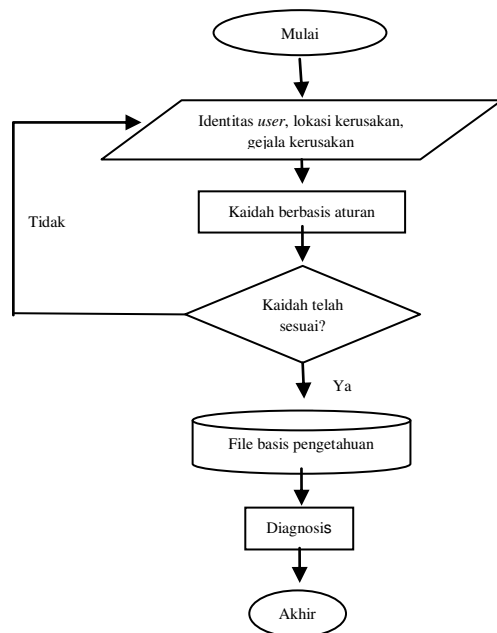 Mulai
Identitas user, lokasi kerusakan,
gejala kerusakan
Kaidah berbasis aturan
Tidak
Kaidah telah
sesuai?
Ya
File basis pengetahuan
Diagnosis
Akhir